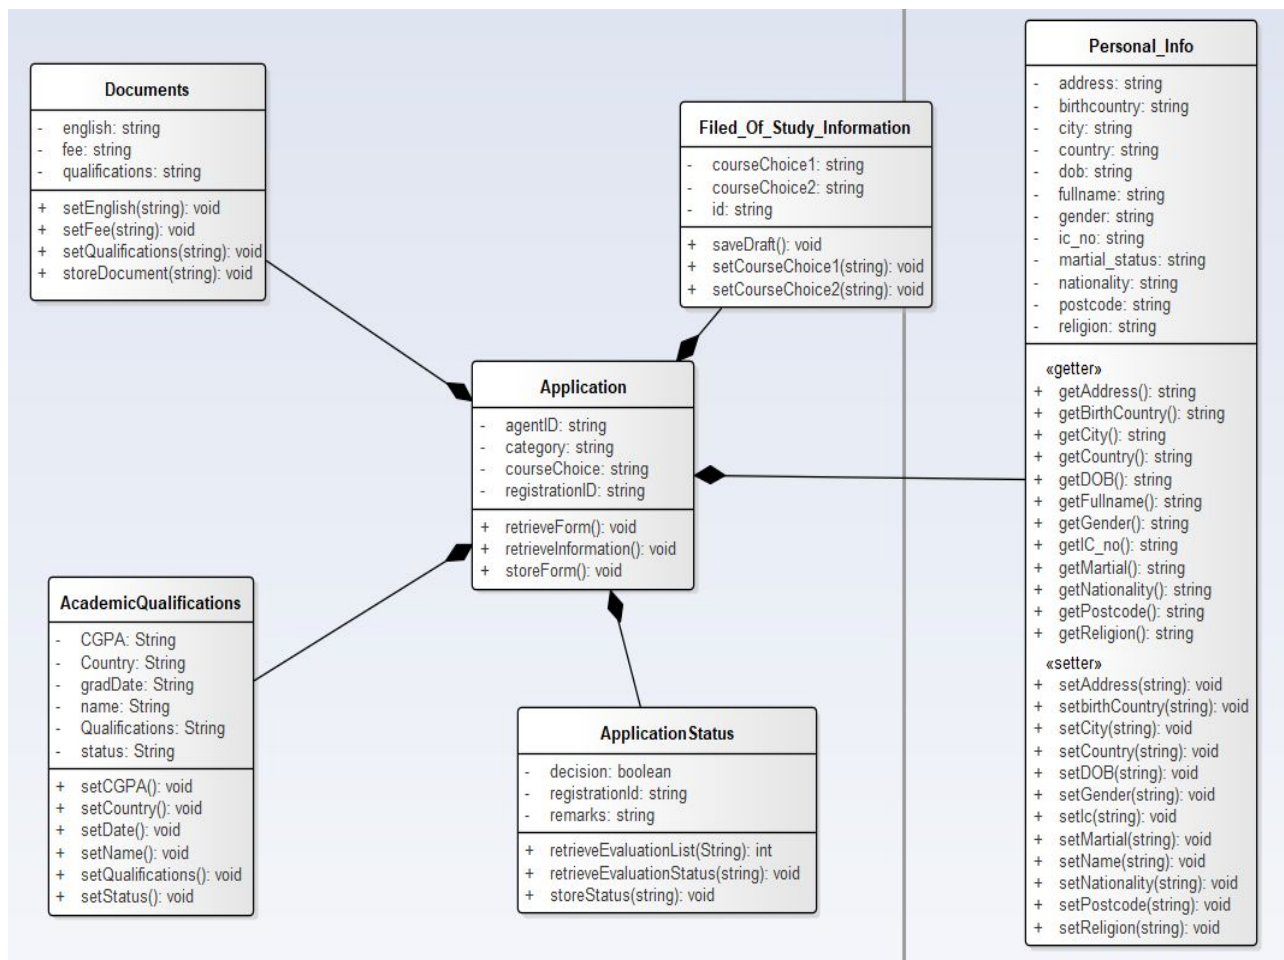 Documents
- english: string
- fee: string
- qualifications: string
+ setEnglish(string): void
+ setFee(string): void
+ setQualifications(string): void
+ storeDocument(string): void
Filed_Of_Study_Information
- courseChoice1: string
- courseChoice2: string
- id: string
+ saveDraft(): void
+ setCourseChoice1(string): void
+ setCourseChoice2(string): void
Personal_Info
- address: string
- birthcountry: string
- city: string
- country: string
- dob: string
- fullname: string
- gender: string
- ic_no: string
- martial_status: string
- nationality: string
- postcode: string
- religion: string
«getter»
+ getAddress(): string
+ getBirthCountry(): string
+ getCity(): string
+ getCountry(): string
+ getDOB(): string
+ getFullname(): string
+ getGender(): string
+ getIC_no(): string
+ getMartial(): string
+ getNationality(): string
+ getPostcode(): string
+ getReligion(): string
«setter»
+ setAddress(string): void
+ setbirthCountry(string): void
+ setCity(string): void
+ setCountry(string): void
+ setDOB(string): void
+ setGender(string): void
+ setIc(string): void
+ setMartial(string): void
+ setName(string): void
+ setNationality(string): void
+ setPostcode(string): void
+ setReligion(string): void
Application
- agentID: string
- category: string
- courseChoice: string
- registrationID: string
+ retrieveForm(): void
+ retrieveInformation(): void
+ storeForm(): void
AcademicQualifications
- CGPA: String
- Country: String
- gradDate: String
- name: String
- Qualifications: String
- status: String
+ setCGPA(): void
+ setCountry(): void
+ setDate(): void
+ setName(): void
+ setQualifications(): void
+ setStatus(): void
ApplicationStatus
- decision: boolean
- registrationId: string
- remarks: string
+ retrieveEvaluationList(String): int
+ retrieveEvaluationStatus(string): void
+ storeStatus(string): void